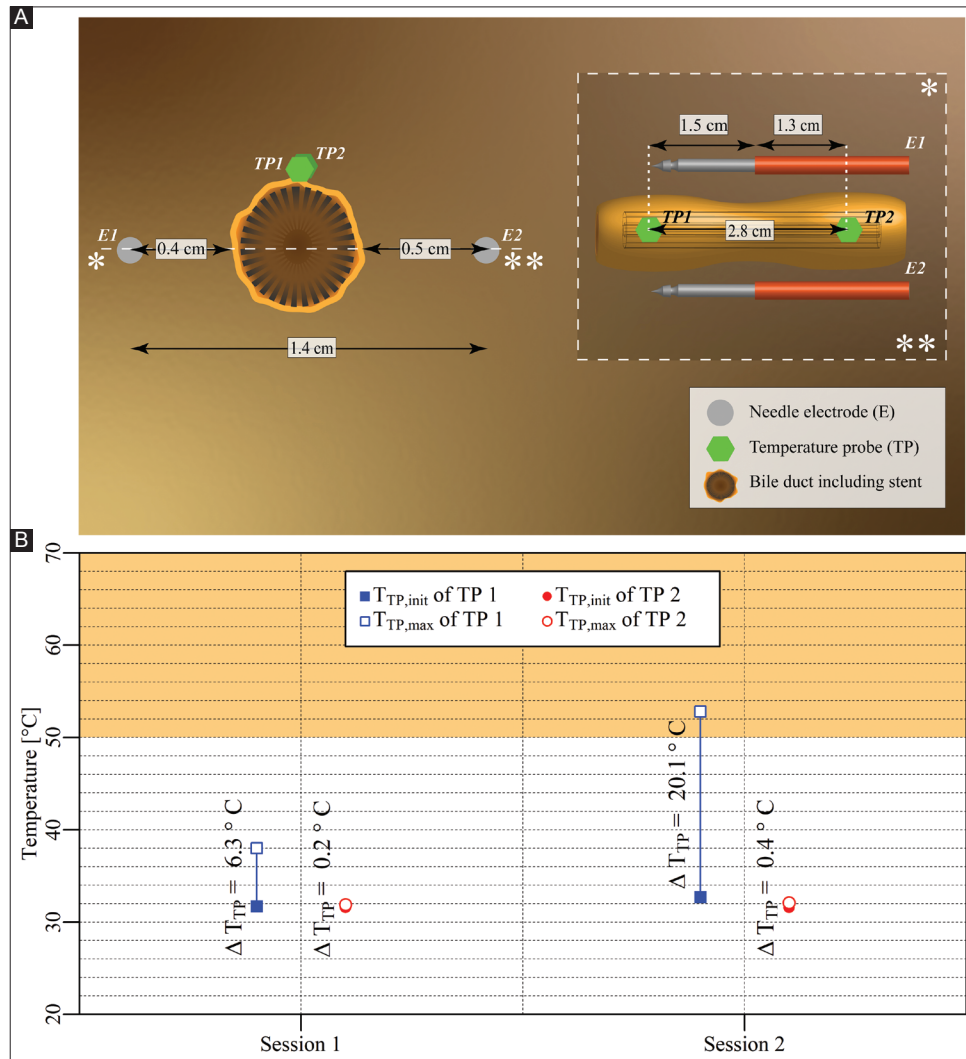 A
TP1 TP2
E1 0.4 cm 0.5 cm E2
* **
1.4 cm
*
1.5 cm 1.3 cm
E1
TP1 TP2
2.8 cm
E2
**
Needle electrode (E)
Temperature probe (TP)
Bile duct including stent
B
Temperature [°C]
70
60
50
40
30
20
T_TP,init of TP 1 T_TP,init of TP 2
T_TP,max of TP 1 T_TP,max of TP 2
Δ T_TP = 6.3 ° C
Δ T_TP = 0.2 ° C
Δ T_TP = 20.1 ° C
Δ T_TP = 0.4 ° C
Session 1 Session 2